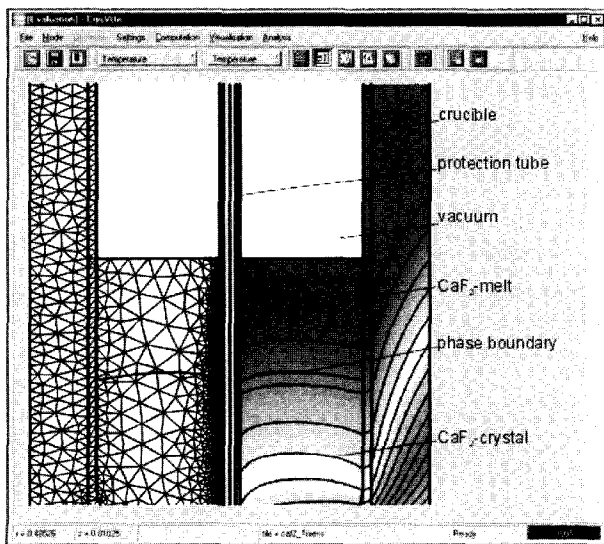 File Mode Settings Computation Visualisation Analysis Help
Temperature Temperature
crucible
protection tube
vacuum
CaF₂-melt
phase boundary
CaF₂-crystal
Ready